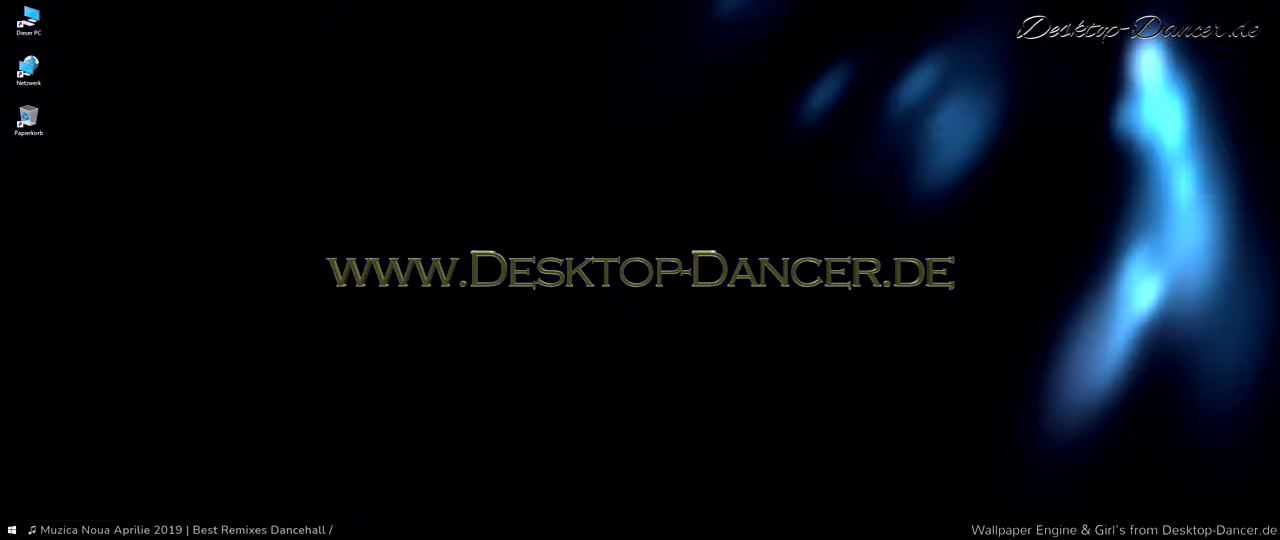 Dieser PC
Netzwerk
Papierkorb
Desktop-Dancer.de
www.Desktop-Dancer.de
♫ Muzica Noua Aprilie 2019 | Best Remixes Dancehall /
Wallpaper Engine & Girl's from Desktop-Dancer.de